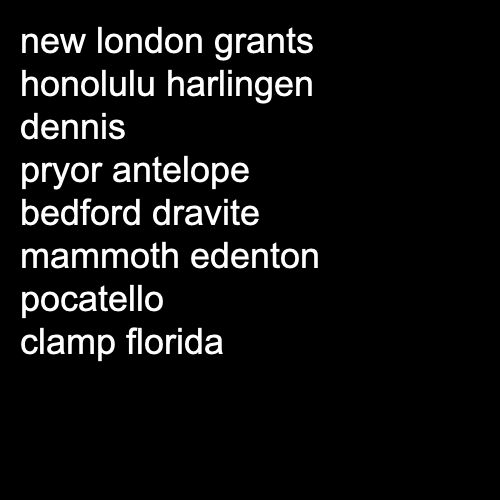 new london grants
honolulu harlingen
dennis
pryor antelope
bedford dravite
mammoth edenton
pocatello
clamp florida